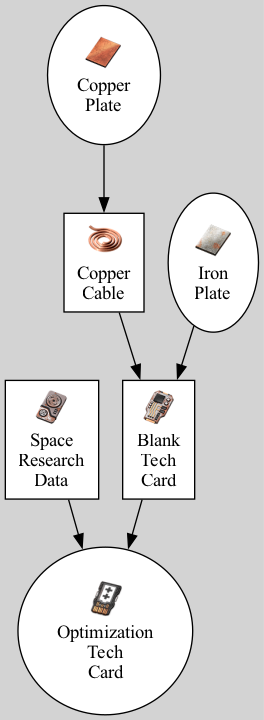 Copper
Plate
Copper
Cable
Iron
Plate
Space
Research
Data
Blank
Tech
Card
Optimization
Tech
Card